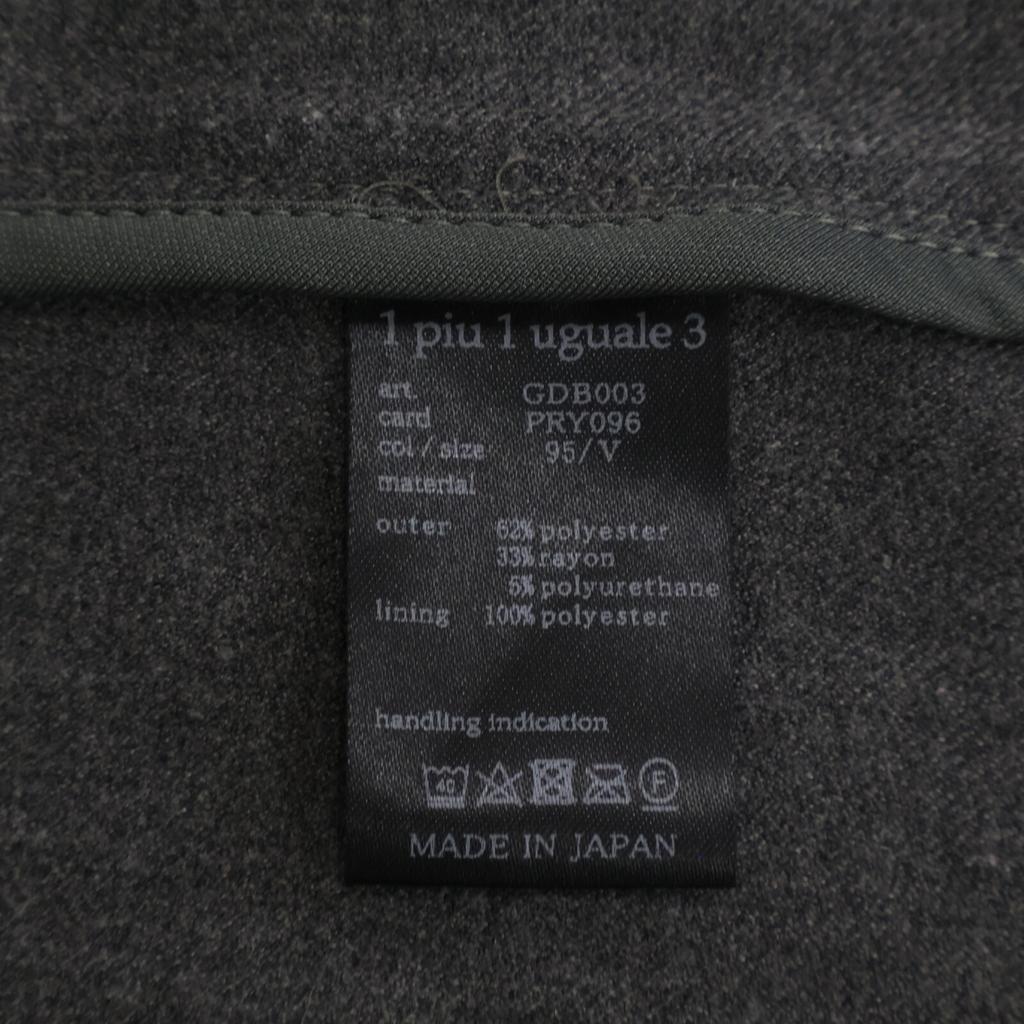 1 piu 1 uguale 3
art. GDB003
card PRY096
col / size 95/V
material
outer 62% polyester
33% rayon
5% polyurethane
lining 100% polyester
handling indication
40 F
MADE IN JAPAN